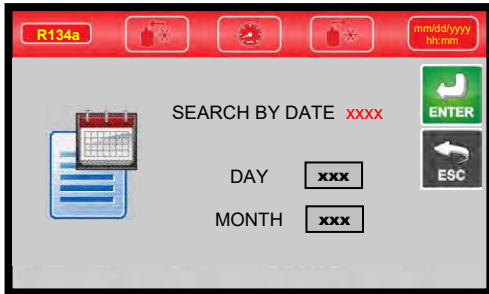 R134a
mm/dd/yyyy
hh:mm
SEARCH BY DATE xxxx
ENTER
DAY xxx
ESC
MONTH xxx